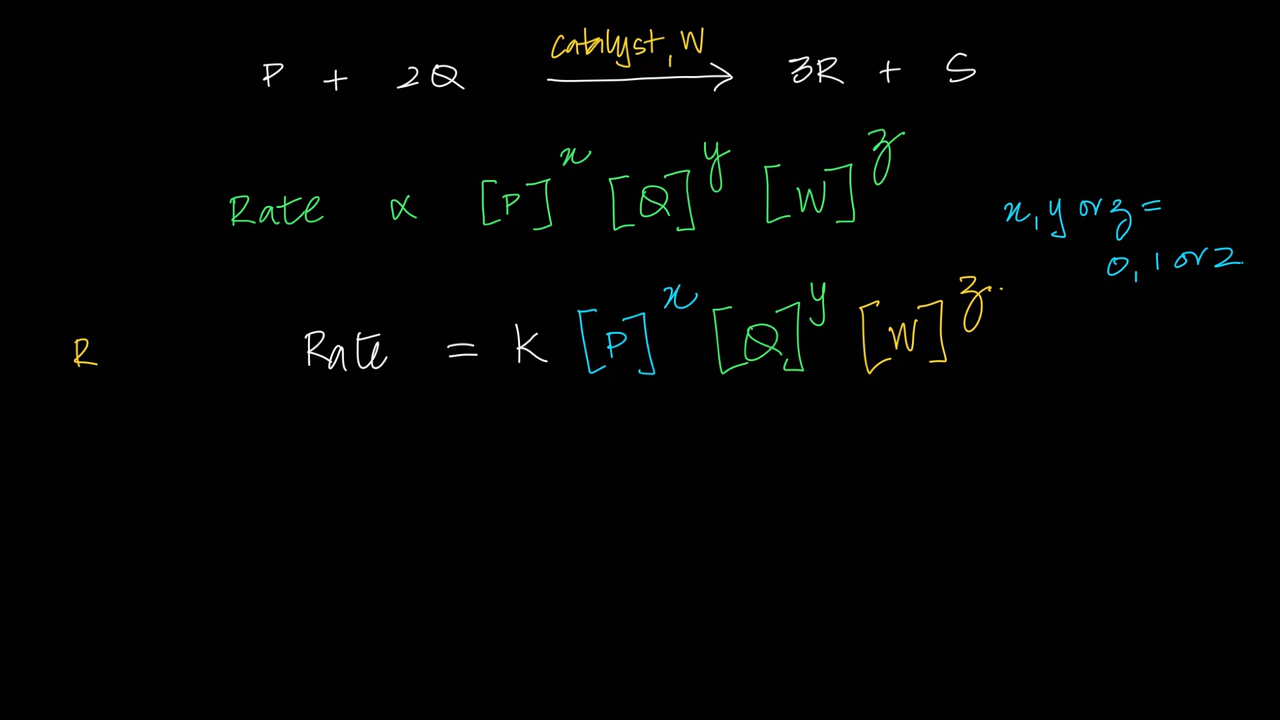 catalyst, W
P + 2Q → 3R + S
Rate ∝ [P]^x [Q]^y [W]^z
x, y or z =
0, 1 or 2
Rate = K [P]^x [Q]^y [W]^z
R